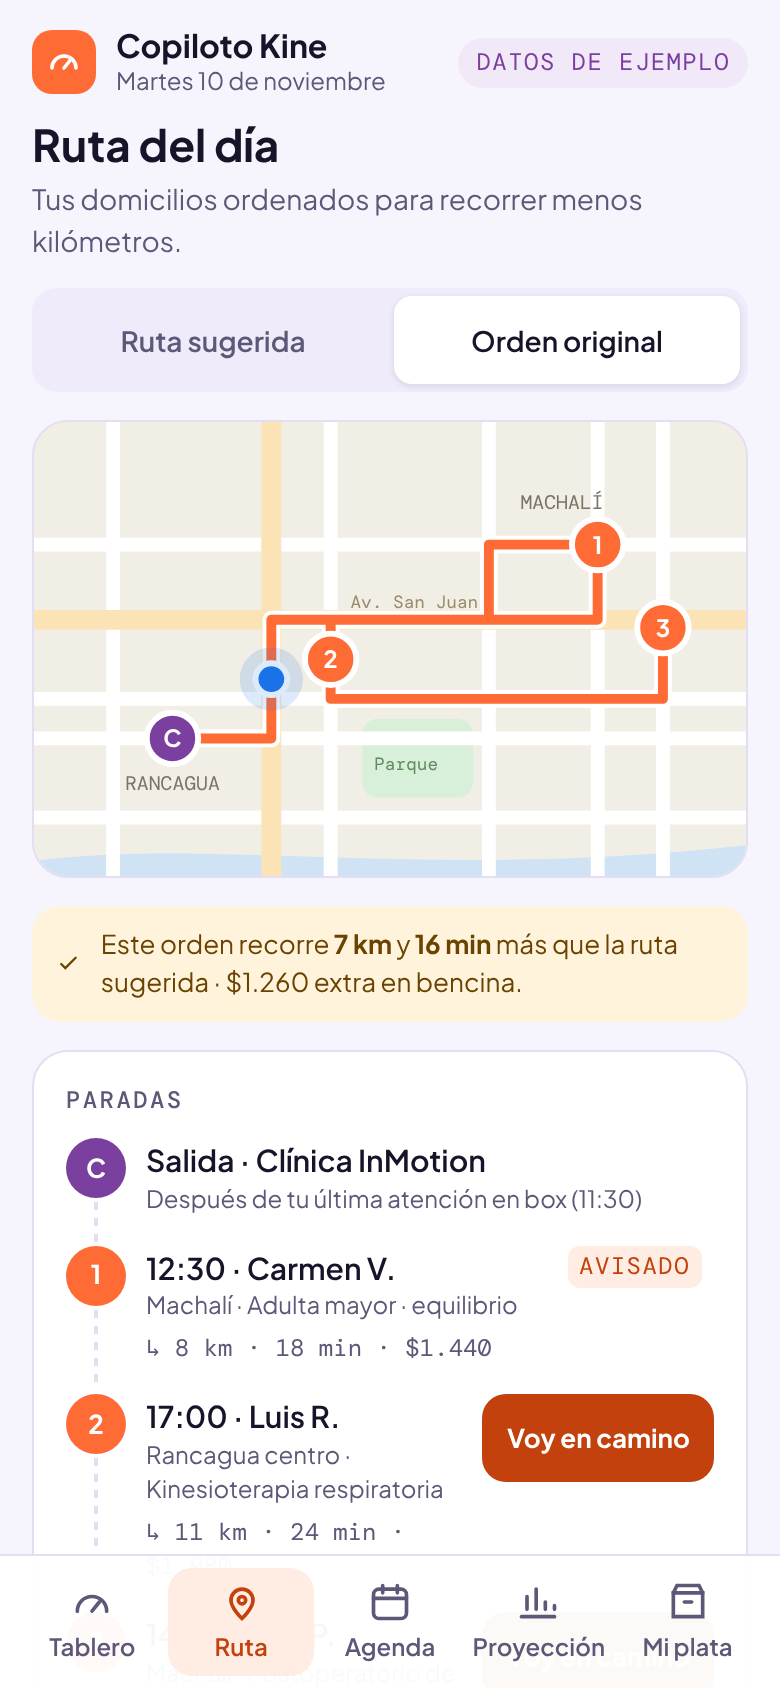 Copiloto Kine
Martes 10 de noviembre
DATOS DE EJEMPLO
Ruta del día
Tus domicilios ordenados para recorrer menos
kilómetros.
Ruta sugerida
Orden original
MACHALÍ
1
Av. San Juan
3
2
C
Parque
RANCAGUA
Este orden recorre 7 km y 16 min más que la ruta
sugerida · $1.260 extra en bencina.
PARADAS
C
Salida · Clínica InMotion
Después de tu última atención en box (11:30)
1
12:30 · Carmen V.
AVISADO
Machalí · Adulta mayor · equilibrio
↳ 8 km · 18 min · $1.440
2
17:00 · Luis R.
Voy en camino
Rancagua centro ·
Kinesioterapia respiratoria
↳ 11 km · 24 min ·
Tablero
Ruta
Agenda
Proyección
Mi plata